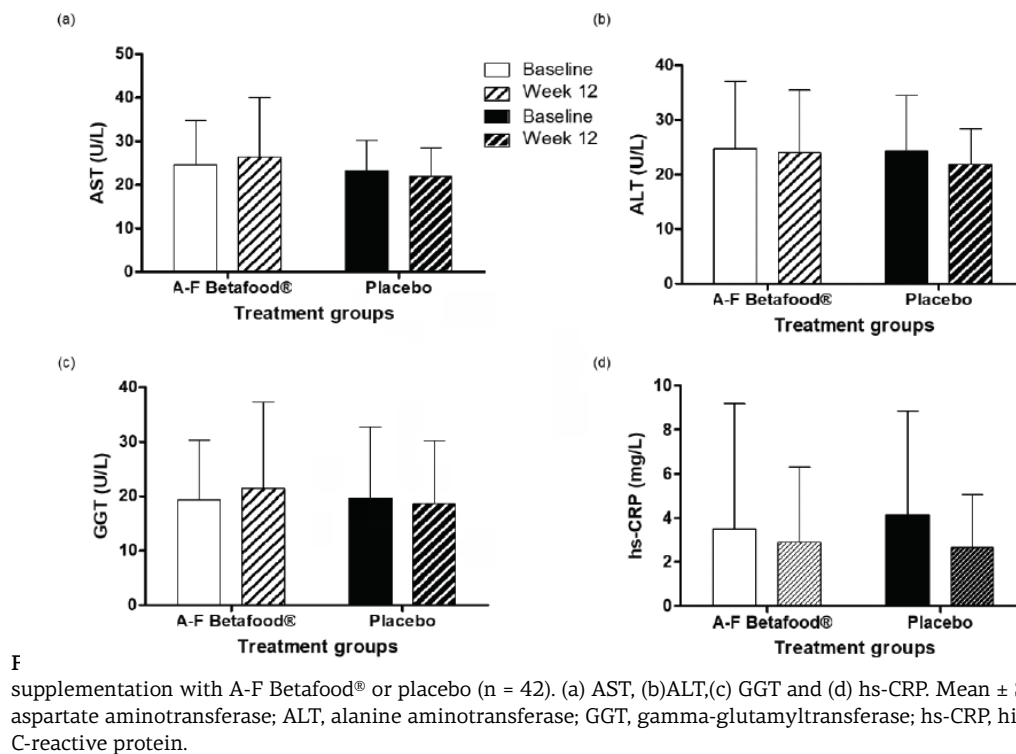 (a)
50
40
30
20
10
0
AST (U/L)
A-F Betafood® Placebo
Treatment groups
Baseline
Week 12
Baseline
Week 12
(b)
40
30
20
10
0
ALT (U/L)
A-F Betafood® Placebo
Treatment groups
(c)
40
30
20
10
0
GGT (U/L)
A-F Betafood® Placebo
Treatment groups
(d)
10
8
6
4
2
0
hs-CRP (mg/L)
A-F Betafood® Placebo
Treatment groups
supplementation with A-F Betafood® or placebo (n = 42). (a) AST, (b)ALT,(c) GGT and (d) hs-CRP. Mean ±
aspartate aminotransferase; ALT, alanine aminotransferase; GGT, gamma-glutamyltransferase; hs-CRP, hi
C-reactive protein.